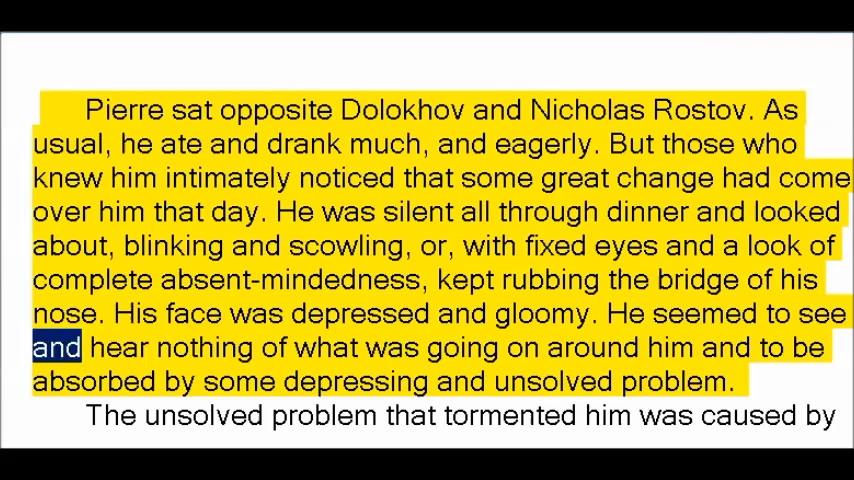 Pierre sat opposite Dolokhov and Nicholas Rostov. As
usual, he ate and drank much, and eagerly. But those who
knew him intimately noticed that some great change had come
over him that day. He was silent all through dinner and looked
about, blinking and scowling, or, with fixed eyes and a look of
complete absent-mindedness, kept rubbing the bridge of his
nose. His face was depressed and gloomy. He seemed to see
and hear nothing of what was going on around him and to be
absorbed by some depressing and unsolved problem.
The unsolved problem that tormented him was caused by